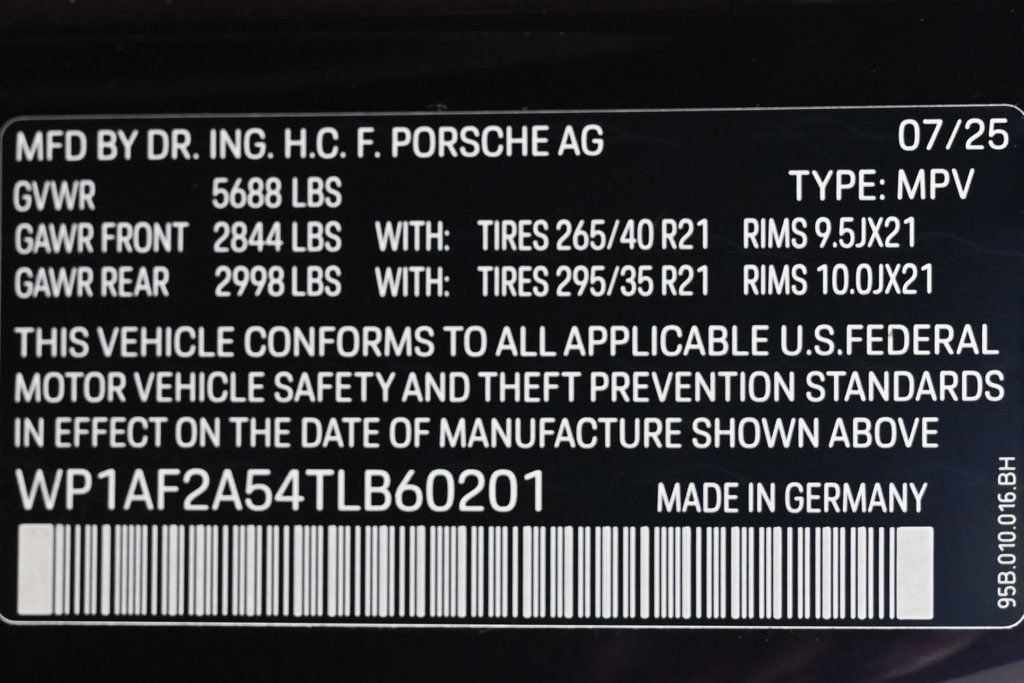 MFD BY DR. ING. H.C. F. PORSCHE AG 07/25
GVWR 5688 LBS TYPE: MPV
GAWR FRONT 2844 LBS WITH: TIRES 265/40 R21 RIMS 9.5JX21
GAWR REAR 2998 LBS WITH: TIRES 295/35 R21 RIMS 10.0JX21
THIS VEHICLE CONFORMS TO ALL APPLICABLE U.S.FEDERAL
MOTOR VEHICLE SAFETY AND THEFT PREVENTION STANDARDS
IN EFFECT ON THE DATE OF MANUFACTURE SHOWN ABOVE
WP1AF2A54TLB60201 MADE IN GERMANY
95B.010.016.BH